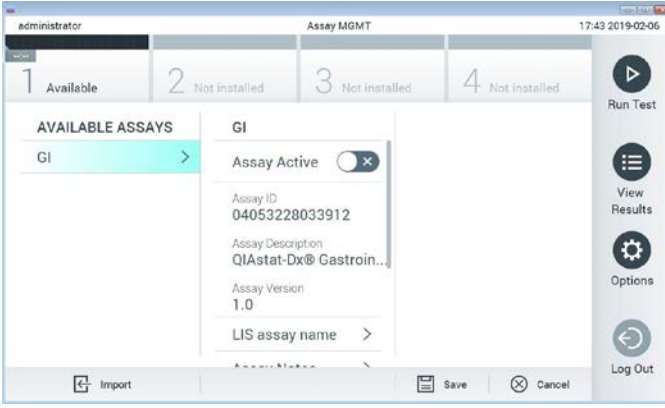 administrator
Assay MGMT
17:43 2019-02-06
1 Available
2 Not installed
3 Not installed
4 Not installed
Run Test
View
Results
Options
Log Out
AVAILABLE ASSAYS
GI
GI
Assay Active
Assay ID
04053228033912
Assay Description
QIAstat-Dx® Gastroin...
Assay Version
1.0
LIS assay name
Import
Save
Cancel